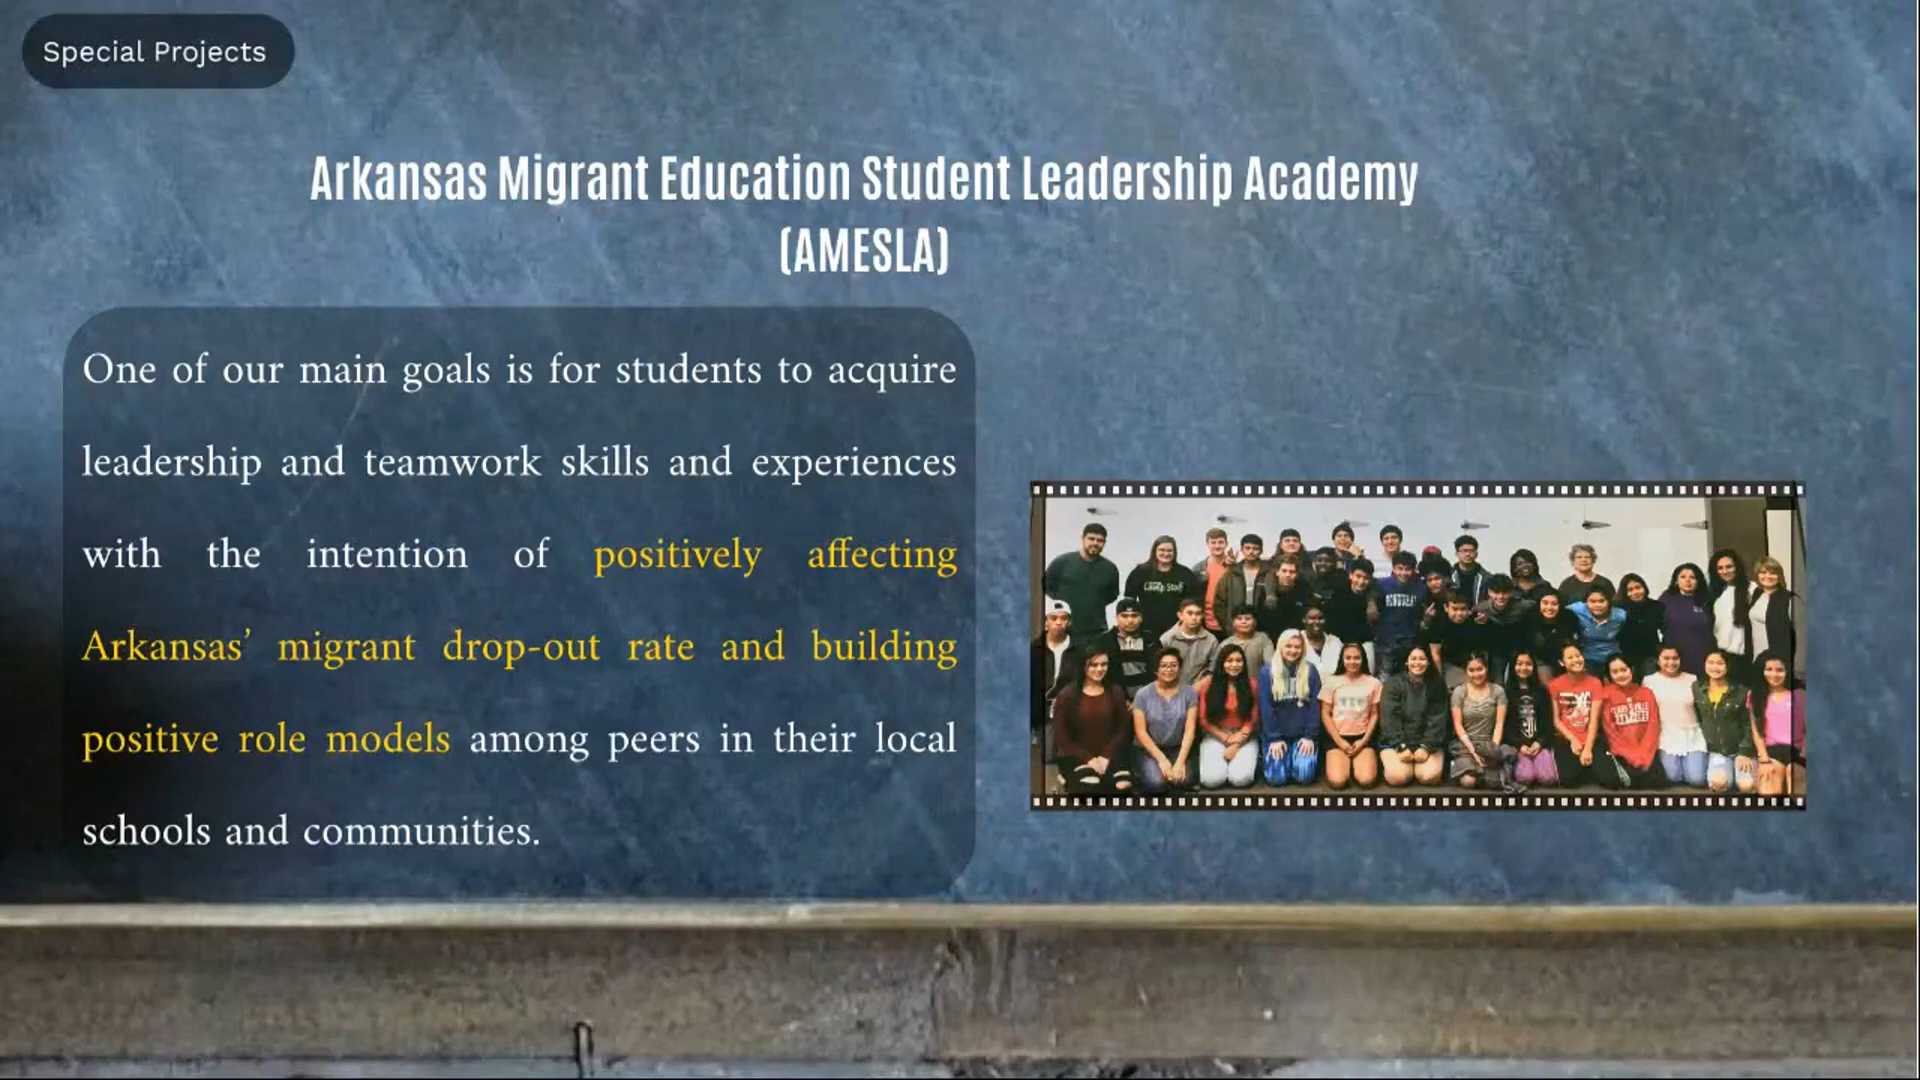 Special Projects
Arkansas Migrant Education Student Leadership Academy
(AMESLA)
One of our main goals is for students to acquire
leadership and teamwork skills and experiences
with the intention of positively affecting
Arkansas’ migrant drop-out rate and building
positive role models among peers in their local
schools and communities.